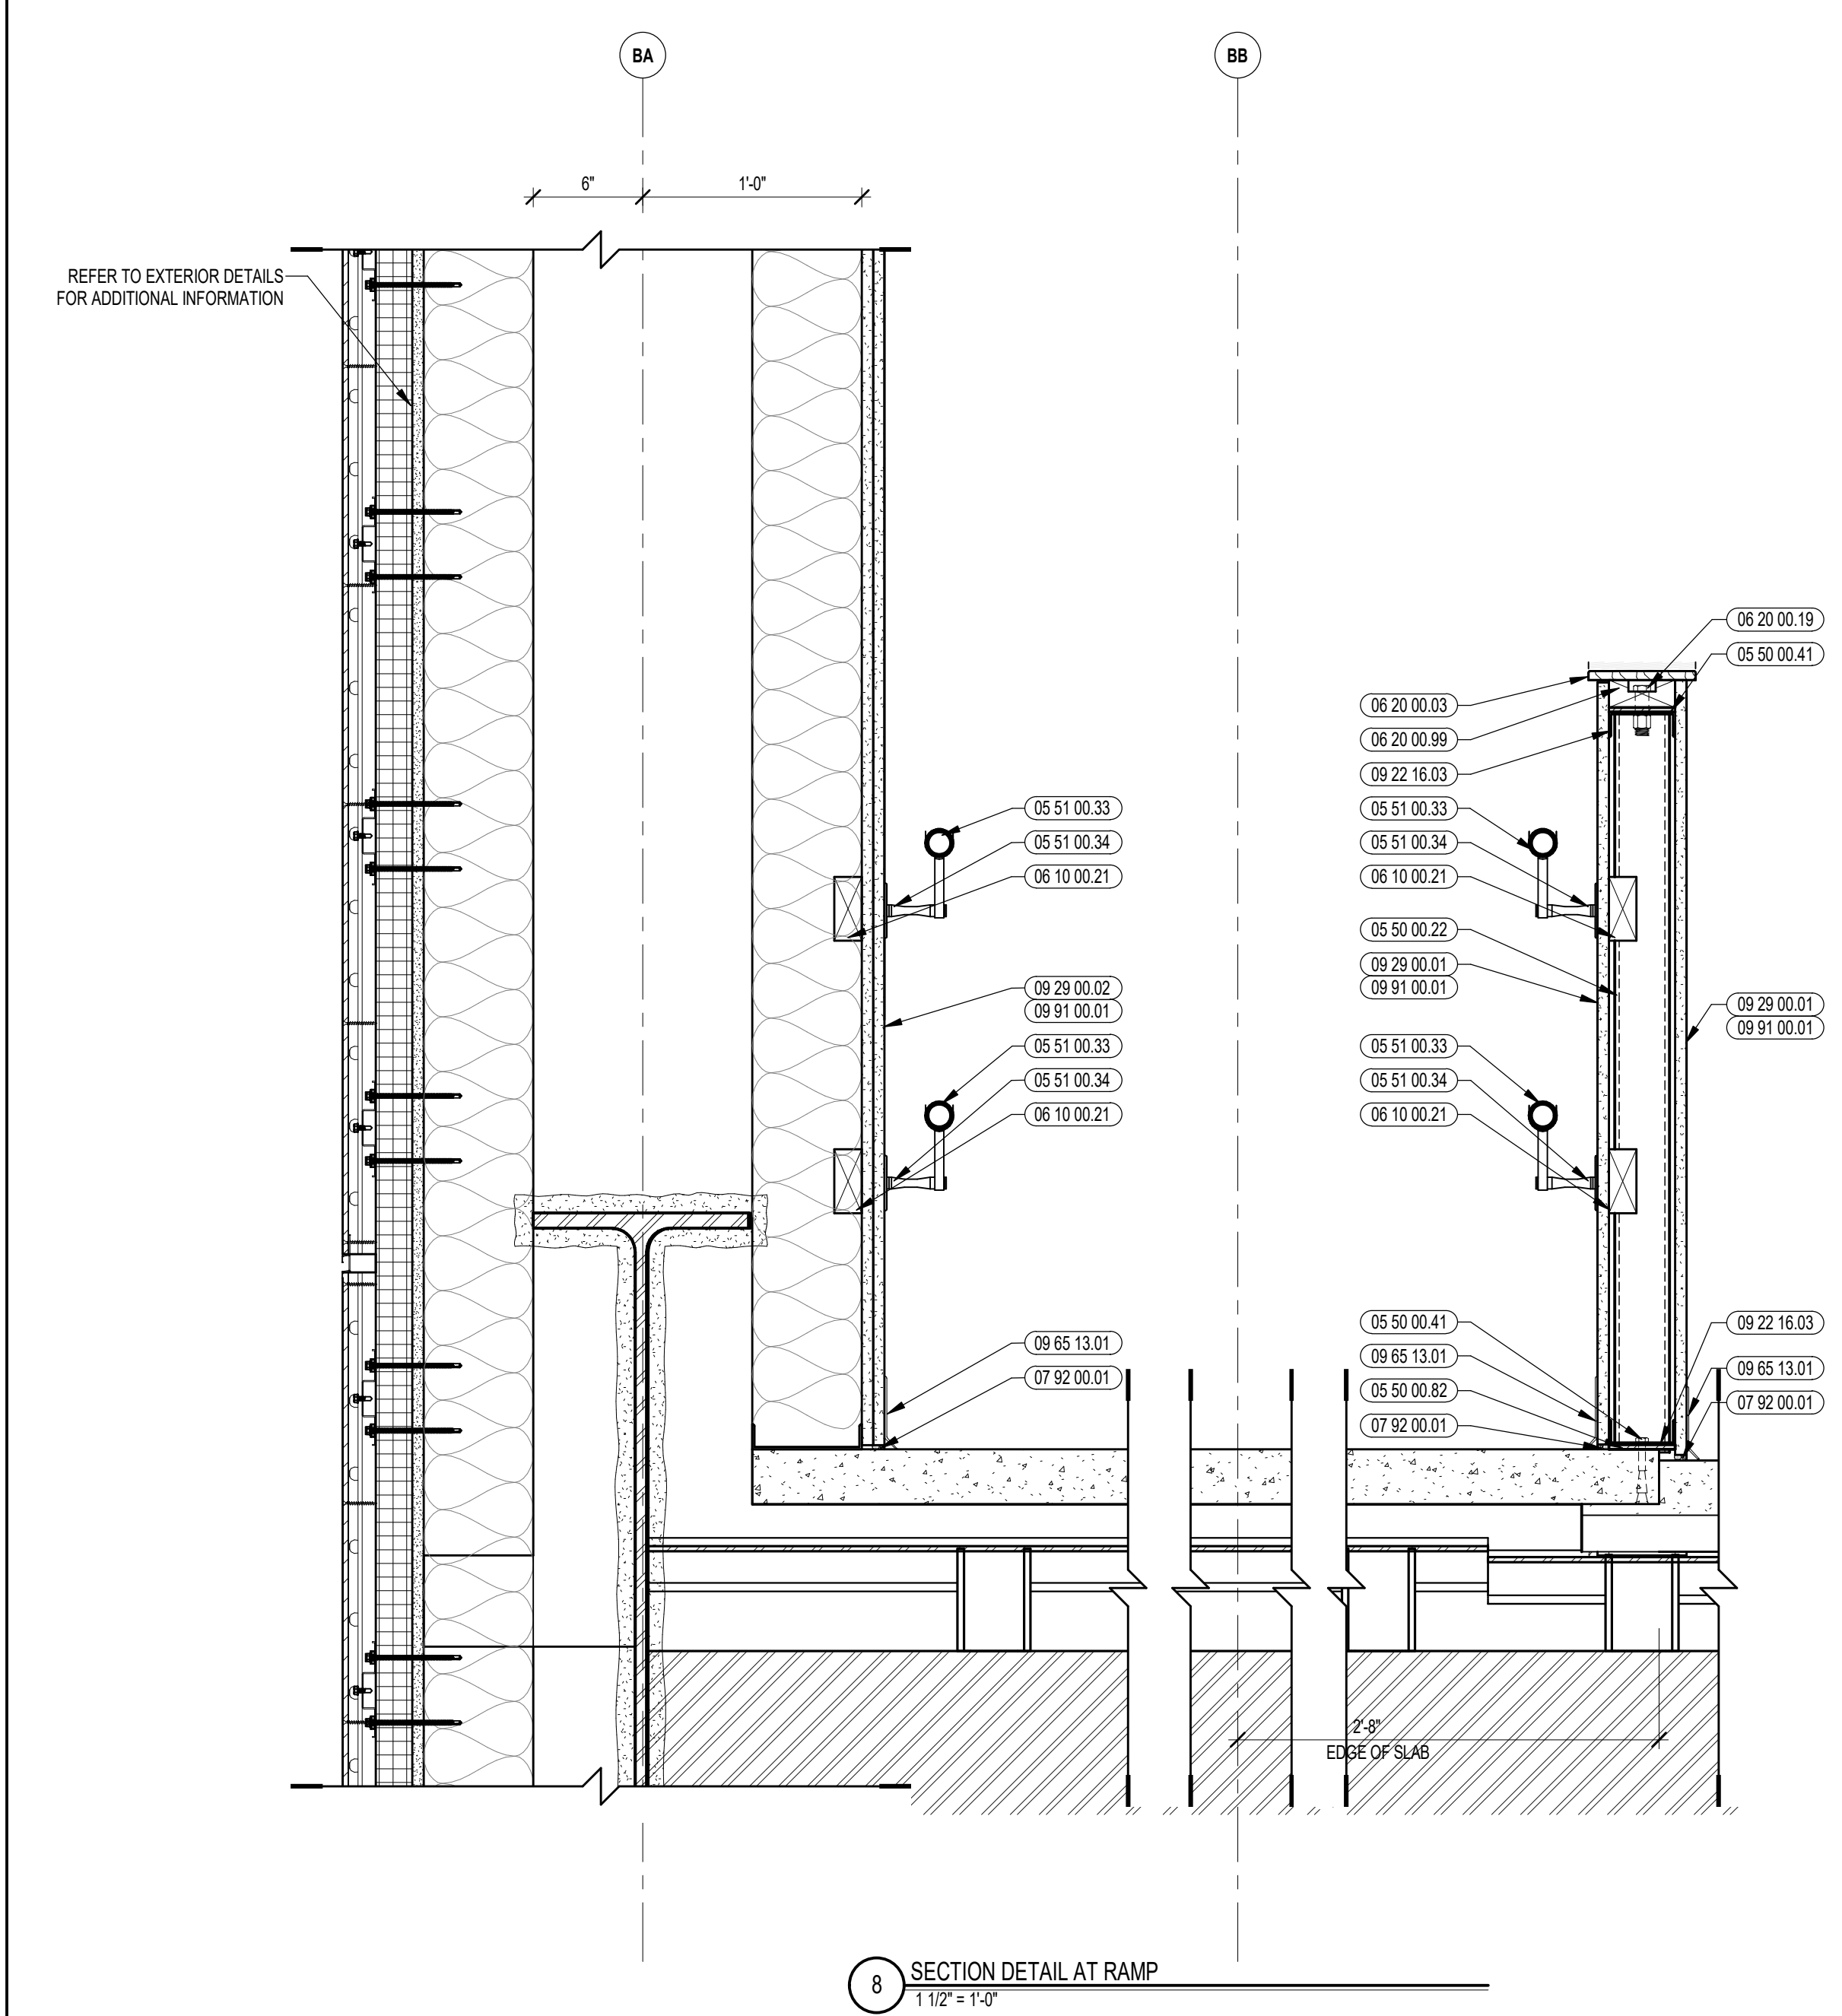 BA
BB
6"
1'-0"
REFER TO EXTERIOR DETAILS
FOR ADDITIONAL INFORMATION
06 20 00.19
05 50 00.41
06 20 00.03
06 20 00.99
09 22 16.03
05 51 00.33
05 51 00.34
06 10 00.21
05 51 00.33
05 51 00.34
06 10 00.21
05 50 00.22
09 29 00.01
09 91 00.01
09 29 00.02
09 91 00.01
09 29 00.01
09 91 00.01
05 51 00.33
05 51 00.34
06 10 00.21
05 51 00.33
05 51 00.34
06 10 00.21
09 65 13.01
07 92 00.01
05 50 00.41
09 65 13.01
05 50 00.82
07 92 00.01
09 22 16.03
09 65 13.01
07 92 00.01
2'-8"
EDGE OF SLAB
8
SECTION DETAIL AT RAMP
1 1/2" = 1'-0"